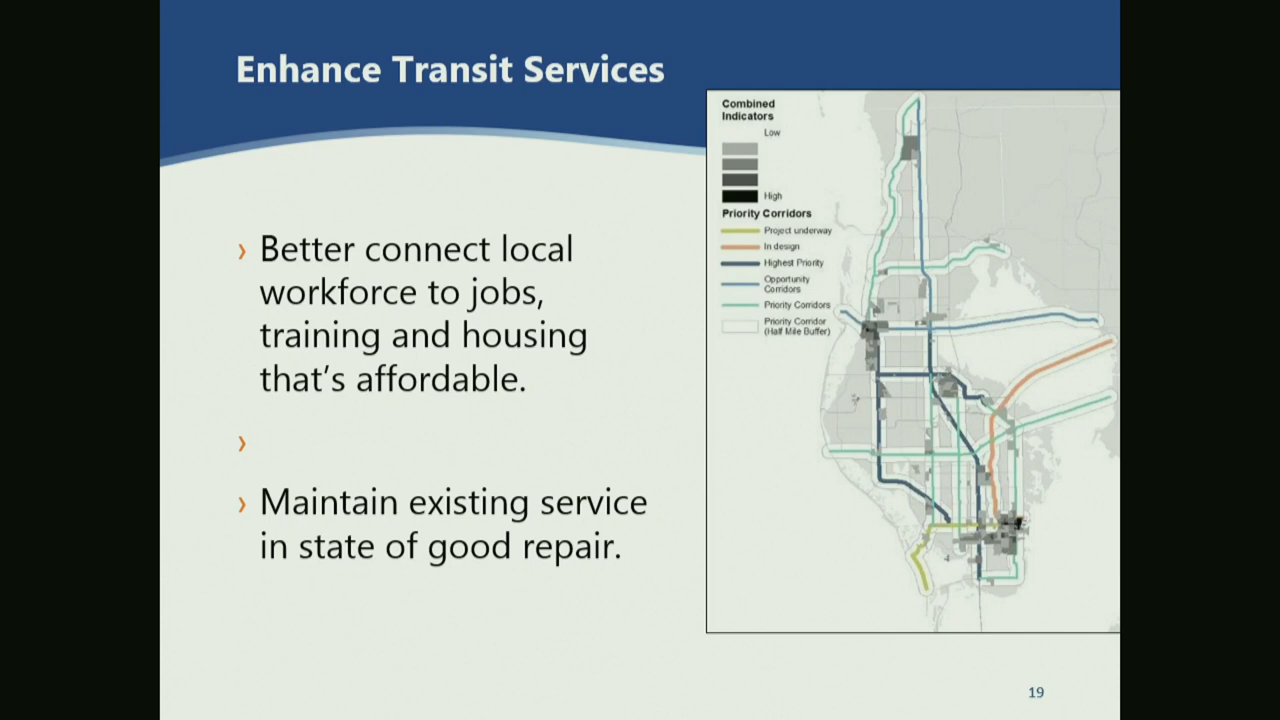 Enhance Transit Services
› Better connect local
workforce to jobs,
training and housing
that's affordable.
›
› Maintain existing service
in state of good repair.
Combined
Indicators
Low
High
Priority Corridors
Project underway
In design
Highest Priority
Opportunity
Corridors
Priority Corridors
Priority Corridor
(Half Mile Buffer)
19